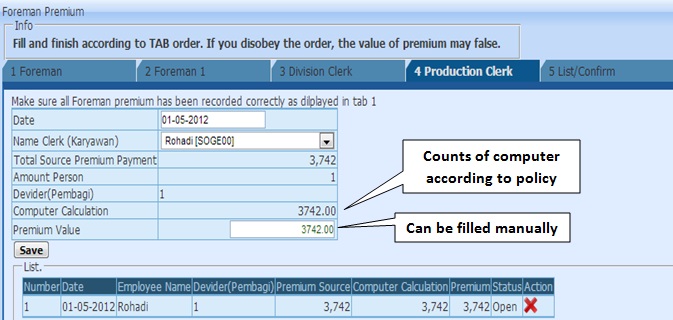 Foreman Premium
Info
Fill and finish according to TAB order. If you disobey the order, the value of premium may false.
1 Foreman 2 Foreman 1 3 Division Clerk 4 Production Clerk 5 List/Confirm
Make sure all Foreman premium has been recorded correctly as dilplayed in tab 1
Date 01-05-2012
Name Clerk (Karyawan) Rohadi [SOGE00]
Total Source Premium Payment 3,742
Amount Person 1
Devider(Pembagi) 1
Computer Calculation 3742.00
Premium Value 3742.00
Counts of computer
according to policy
Can be filled manually
Save
List.
Number Date Employee Name Devider(Pembagi) Premium Source Computer Calculation Premium Status Action
1 01-05-2012 Rohadi 1 3,742 3,742 3,742 Open